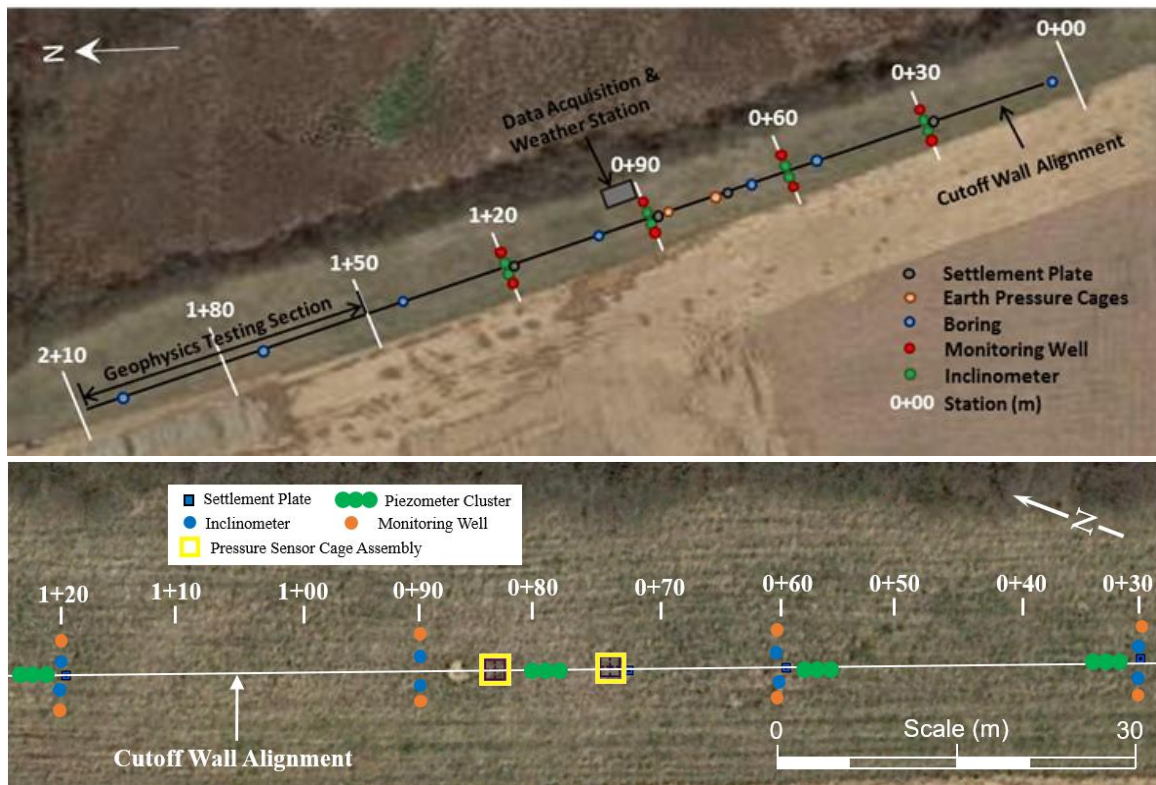 N
0+00
0+30
Data Acquisition &
Weather Station
0+60
0+90
Cutoff Wall Alignment
1+20
1+50
Geophysics Testing Section
1+80
2+10
Settlement Plate
Earth Pressure Cages
Boring
Monitoring Well
Inclinometer
0+00 Station (m)
Settlement Plate
Piezometer Cluster
Inclinometer
Monitoring Well
Pressure Sensor Cage Assembly
N
1+20
1+10
1+00
0+90
0+80
0+70
0+60
0+50
0+40
0+30
Cutoff Wall Alignment
Scale (m)
0
30